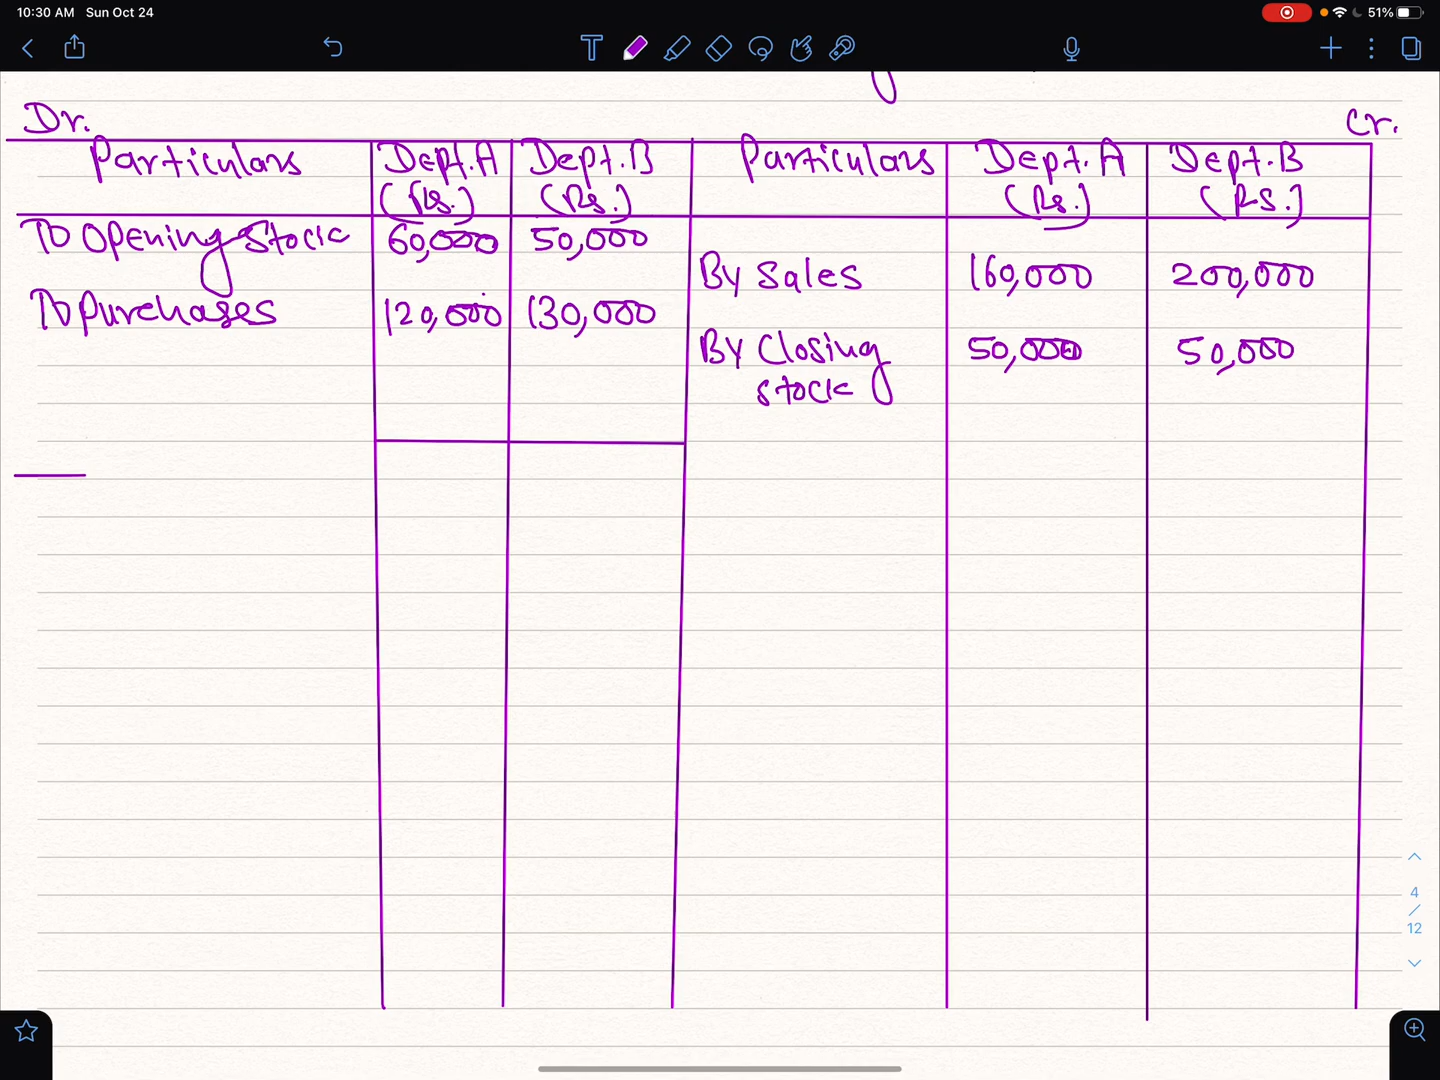 10:30 AM Sun Oct 24
51%
Dr.
Cr.
Particulars Dept.A Dept.B Particulars Dept.A Dept.B
(Rs.) (Rs.) (Rs.) (Rs.)
To Opening Stock 60,000 50,000
By Sales 160,000 200,000
To Purchases 120,000 130,000
By Closing 50,000 50,000
stock
4
/
12